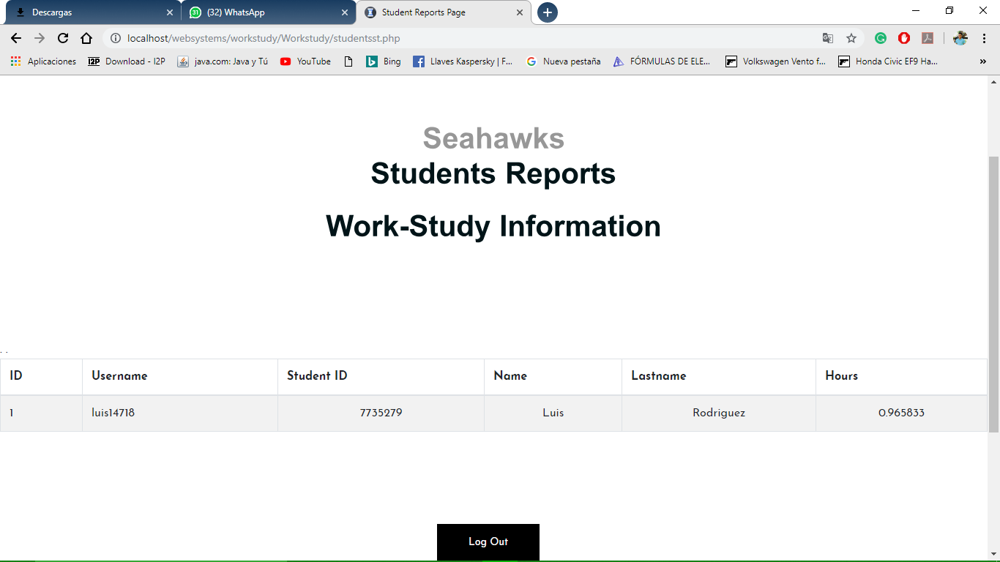 Descargas
31 (32) WhatsApp
Student Reports Page
localhost/websystems/workstudy/Workstudy/studentsst.php
Aplicaciones I2P Download - I2P java.com: Java y Tú YouTube Bing Llaves Kaspersky | F... Nueva pestaña FÓRMULAS DE ELE... Volkswagen Vento f... Honda Civic EF9 Ha... »
Seahawks
Students Reports
Work-Study Information
. .
ID Username Student ID Name Lastname Hours
1 luis14718 7735279 Luis Rodriguez 0.965833
Log Out